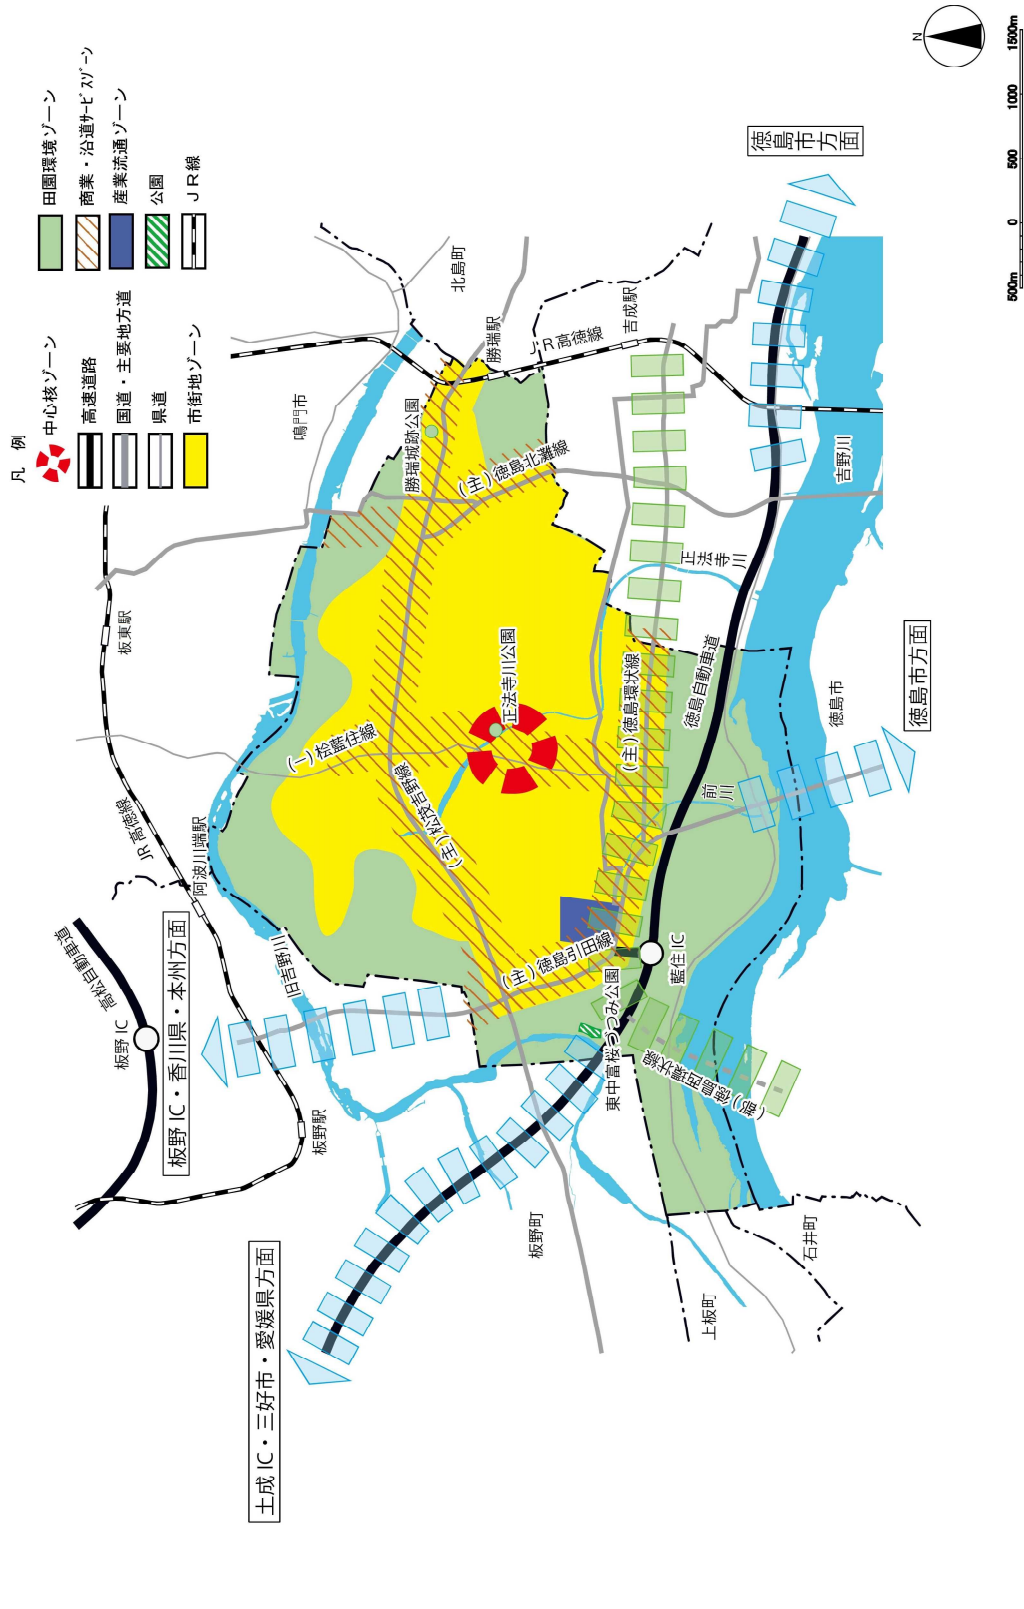 凡 例
中心核ゾーン
高速道路
国道・主要地方道
県道
市街地ゾーン
田園環境ゾーン
商業・沿道ｻｰﾋﾞｽｿﾞｰﾝ
産業流通ゾーン
公園
ＪＲ線
N
500m 0 500 1000 1500m
土成IC・三好市・愛媛県方面
板野IC・香川県・本州方面
徳島市方面
徳島市方面
高松自動車道
板野IC
JR高徳線
阿波川端駅
板東駅
板野駅
旧吉野川
鳴門市
北島町
勝瑞駅
ＪＲ高徳線
吉成駅
勝瑞城跡公園
(主)徳島北灘線
(一)桧藍住線
(主)松茂吉野線
正法寺川公園
正法寺川
(主)徳島環状線
徳島自動車道
(主)徳島引田線
前川
藍住IC
東中富桜づつみ公園
(都)徳島西環状線
吉野川
徳島市
板野町
上板町
石井町